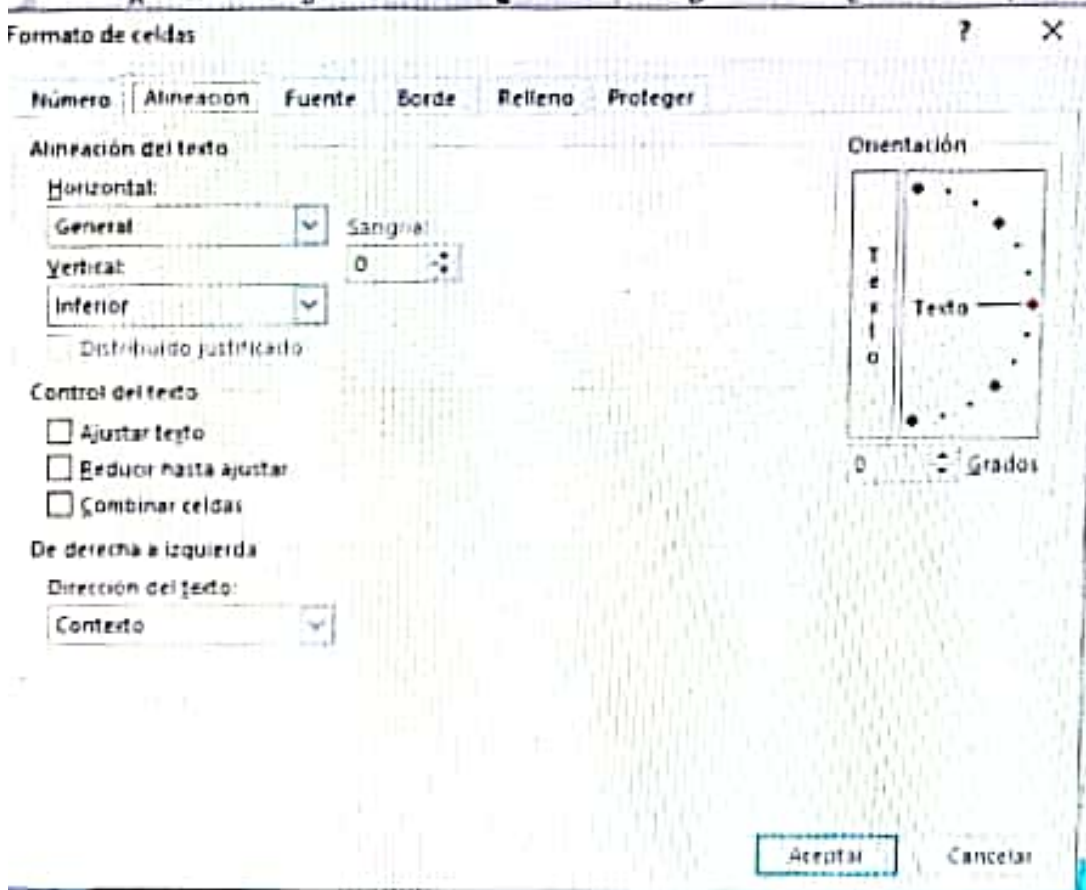 Formato de celdas
Número Alineación Fuente Borde Relleno Proteger
Alineación del texto
Horizontal:
General
Sangría:
0
Vertical:
Inferior
Distribuido justificado
Control del texto
Ajustar texto
Reducir hasta ajustar
Combinar celdas
De derecha a izquierda
Dirección del texto:
Contexto
Orientación
Texto
Texto
0 Grados
Aceptar Cancelar